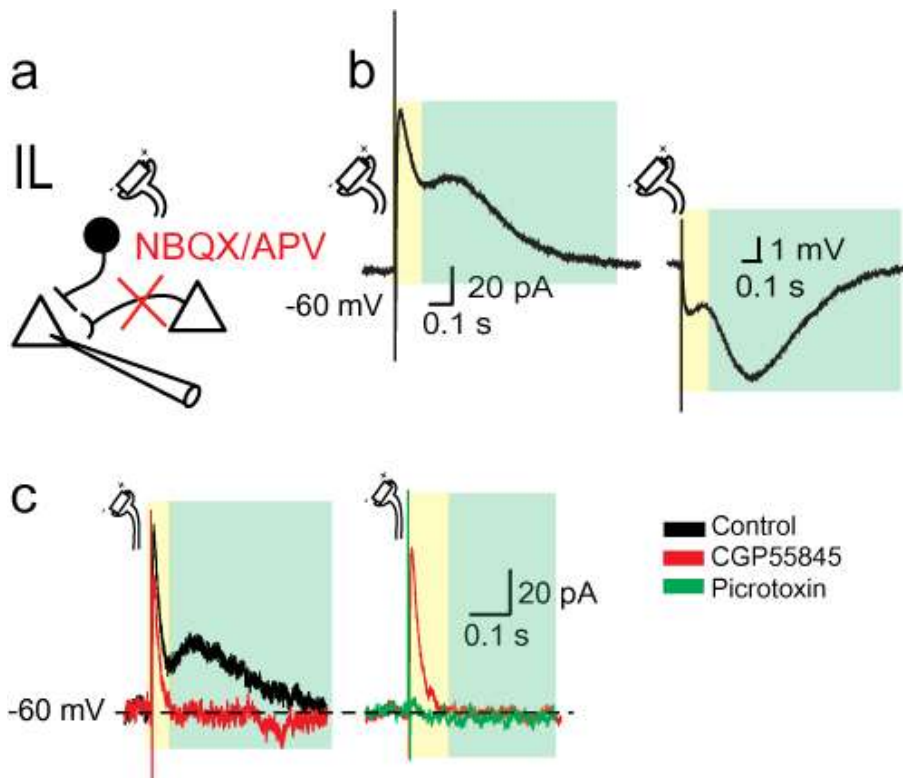 a
b
IL
NBQX/APV
-60 mV
20 pA
0.1 s
1 mV
0.1 s
c
-60 mV
20 pA
0.1 s
Control
CGP55845
Picrotoxin